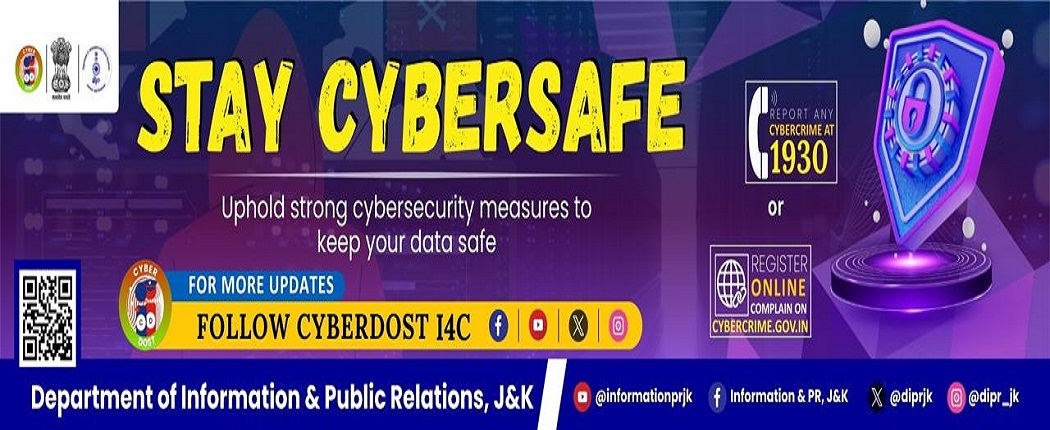 STAY CYBERSAFE
Uphold strong cybersecurity measures to
keep your data safe
CYBER
DOST
FOR MORE UPDATES
FOLLOW CYBERDOST I4C
REPORT ANY
CYBERCRIME AT
1930
or
REGISTER
ONLINE
COMPLAIN ON
CYBERCRIME.GOV.IN
Department of Information & Public Relations, J&K
@informationprjk
Information & PR, J&K
@diprjk
@dipr_jk